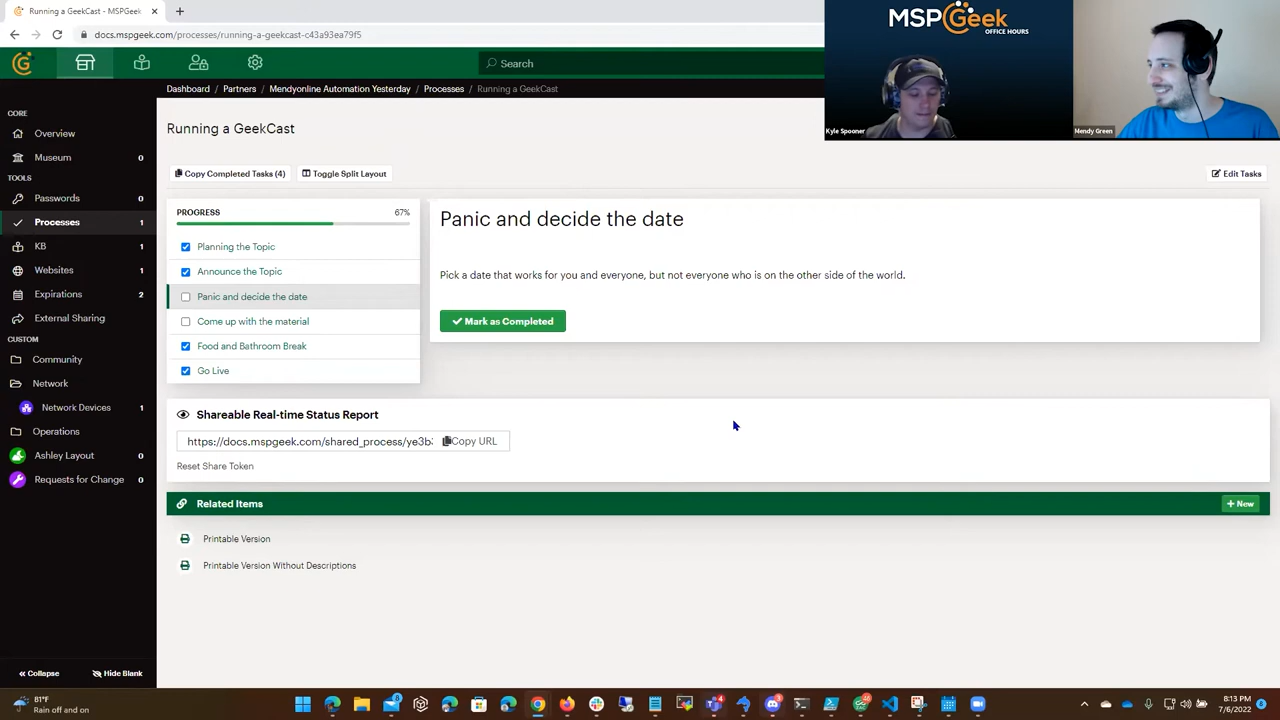 Running a GeekCast - MSPGeek
docs.mspgeek.com/processes/running-a-geekcast-c43a93ea79f5
Search
MSPGeek
OFFICE HOURS
Kyle Spooner
Mendy Green
Dashboard > Partners > Mendyonline Automation Yesterday > Processes > Running a GeekCast
CORE
Overview
Museum 0
TOOLS
Passwords 0
Processes 1
KB 1
Websites 1
Expirations 2
External Sharing
CUSTOM
Community
Network
Network Devices 1
Operations
Ashley Layout 0
Requests for Change 0
Collapse
Hide Blank
Running a GeekCast
Copy Completed Tasks (4)
Toggle Split Layout
Edit Tasks
PROGRESS 67%
Planning the Topic
Announce the Topic
Panic and decide the date
Come up with the material
Food and Bathroom Break
Go Live
Panic and decide the date
Pick a date that works for you and everyone, but not everyone who is on the other side of the world.
Mark as Completed
Shareable Real-time Status Report
https://docs.mspgeek.com/shared_process/ye3b
Copy URL
Reset Share Token
Related Items
+ New
Printable Version
Printable Version Without Descriptions
81°F
Rain off and on
8:13 PM
7/6/2022